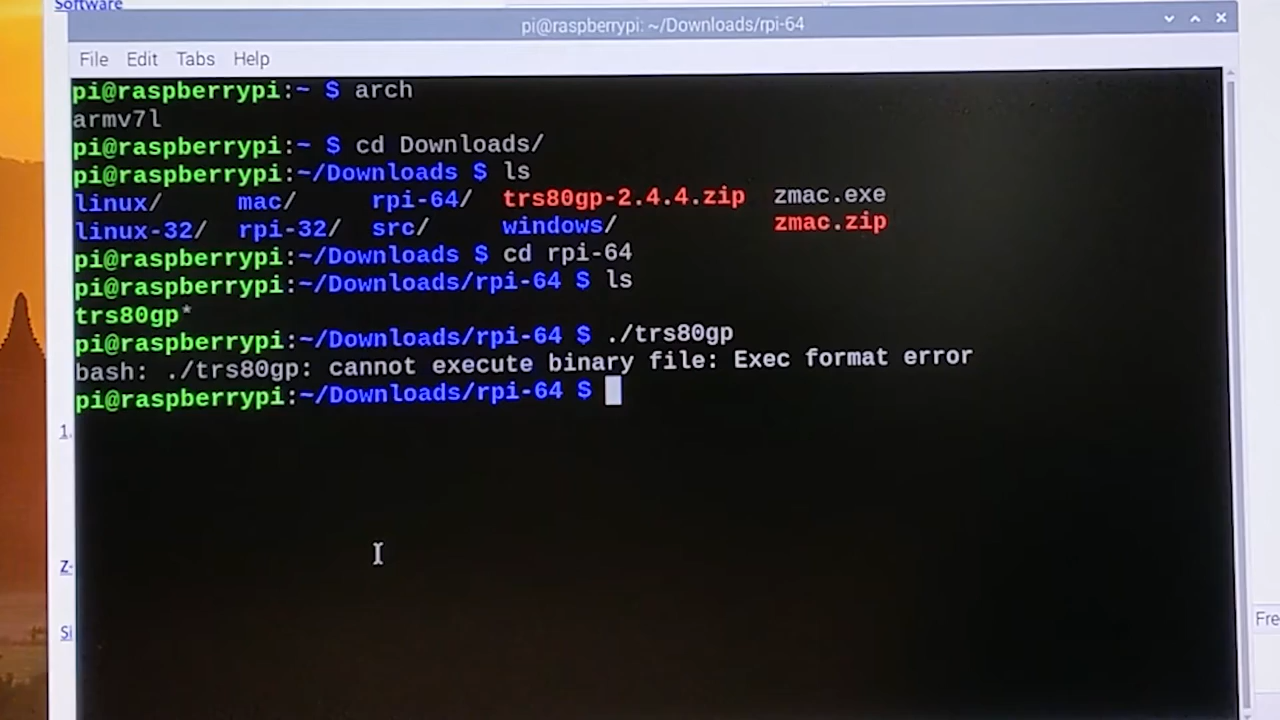 Software
pi@raspberrypi: ~/Downloads/rpi-64
File Edit Tabs Help
pi@raspberrypi:~ $ arch
armv7l
pi@raspberrypi:~ $ cd Downloads/
pi@raspberrypi:~/Downloads $ ls
linux/ mac/ rpi-64/ trs80gp-2.4.4.zip zmac.exe
linux-32/ rpi-32/ src/ windows/ zmac.zip
pi@raspberrypi:~/Downloads $ cd rpi-64
pi@raspberrypi:~/Downloads/rpi-64 $ ls
trs80gp*
pi@raspberrypi:~/Downloads/rpi-64 $ ./trs80gp
bash: ./trs80gp: cannot execute binary file: Exec format error
pi@raspberrypi:~/Downloads/rpi-64 $
1.
Z-
Si
Fre